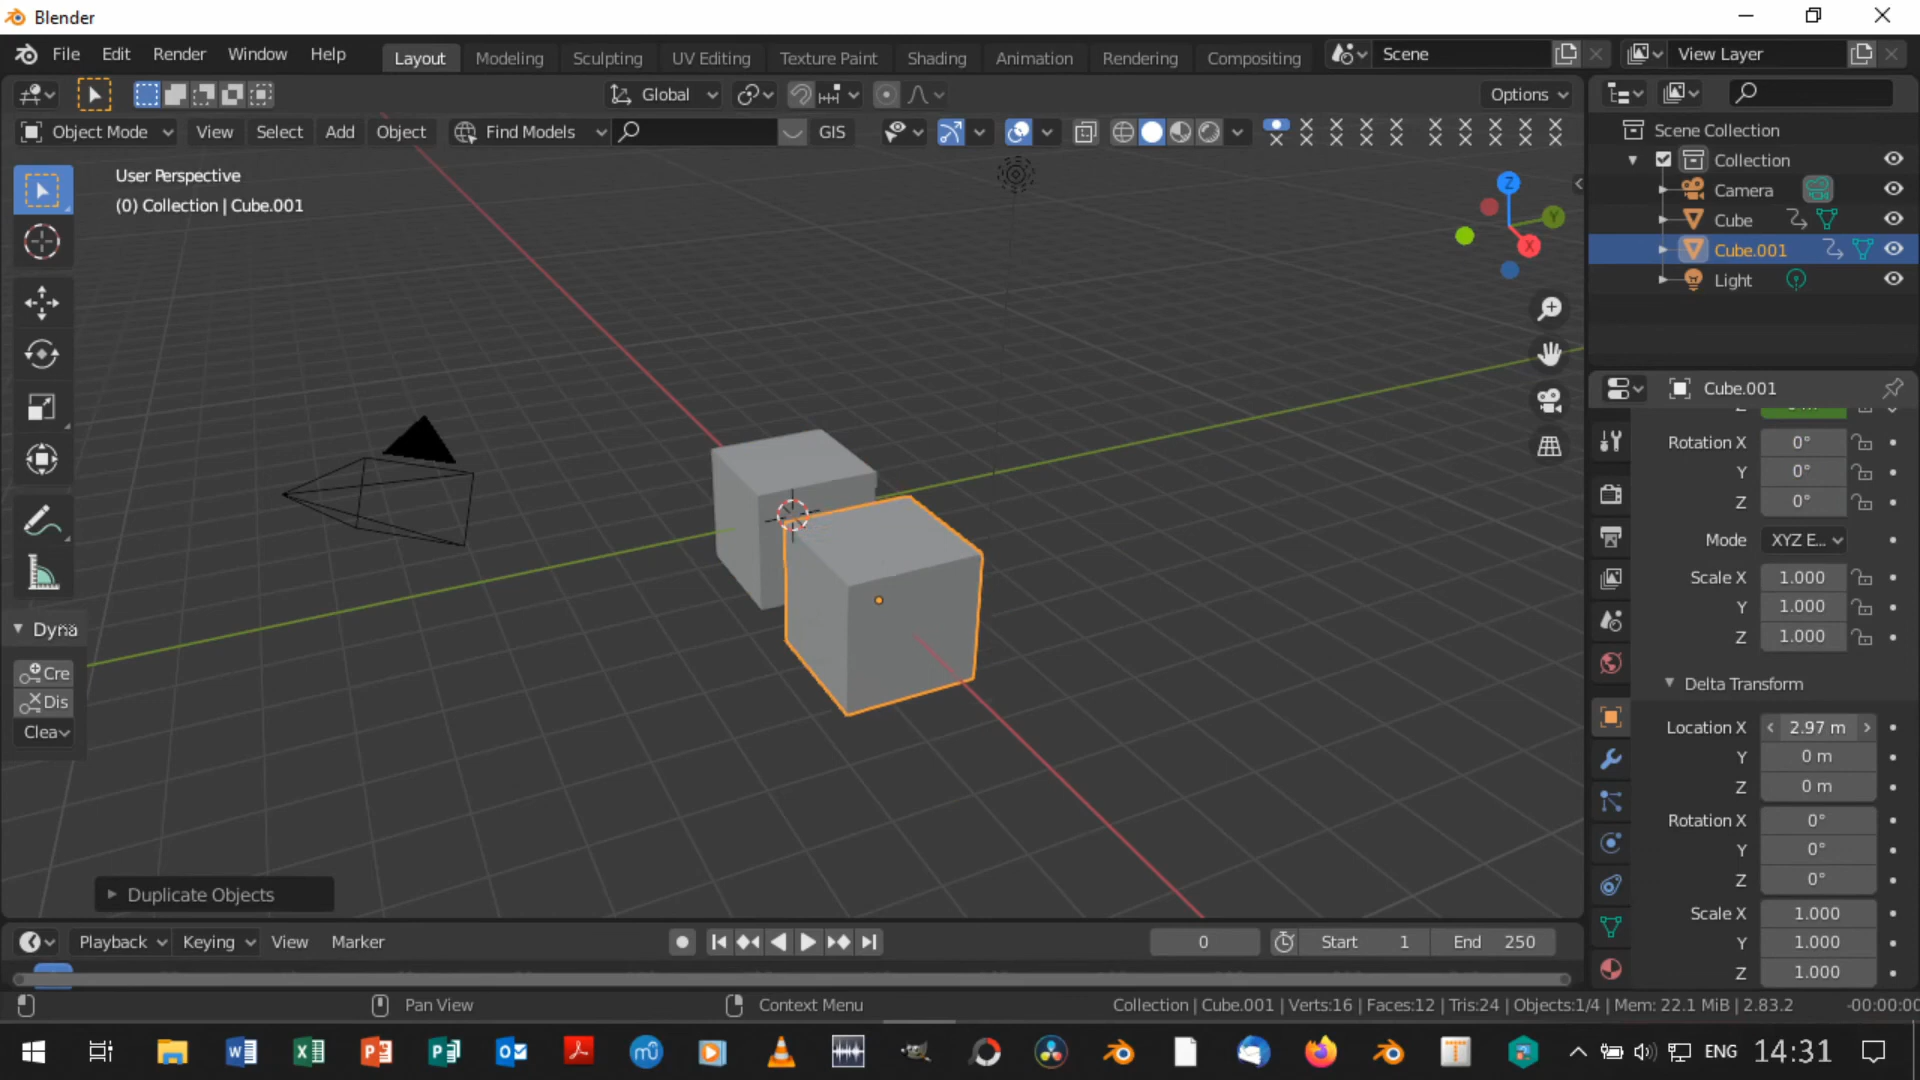 Blender
File Edit Render Window Help Layout Modeling Sculpting UV Editing Texture Paint Shading Animation Rendering Compositing Scene View Layer
Global Options
Object Mode View Select Add Object Find Models GIS
User Perspective
(0) Collection | Cube.001
Z
Y
X
Scene Collection
Collection
Camera
Cube
Cube.001
Light
Cube.001
Rotation X 0°
Y 0°
Z 0°
Mode XYZ E...
Scale X 1.000
Y 1.000
Z 1.000
Delta Transform
Location X 2.97 m
Y 0 m
Z 0 m
Rotation X 0°
Y 0°
Z 0°
Scale X 1.000
Y 1.000
Z 1.000
Dyna
Cre
Dis
Clea
Duplicate Objects
Playback Keying View Marker 0 Start 1 End 250
Pan View Context Menu Collection | Cube.001 | Verts:16 | Faces:12 | Tris:24 | Objects:1/4 | Mem: 22.1 MiB | 2.83.2 -00:00:00
ENG 14:31